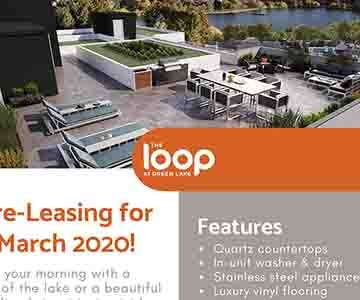 THE
loop
AT GREEN LAKE
re-Leasing for
March 2020!
your morning with a
of the lake or a beautiful
Features
• Quartz countertops
• In-unit washer & dryer
• Stainless steel appliance
• Luxury vinyl flooring